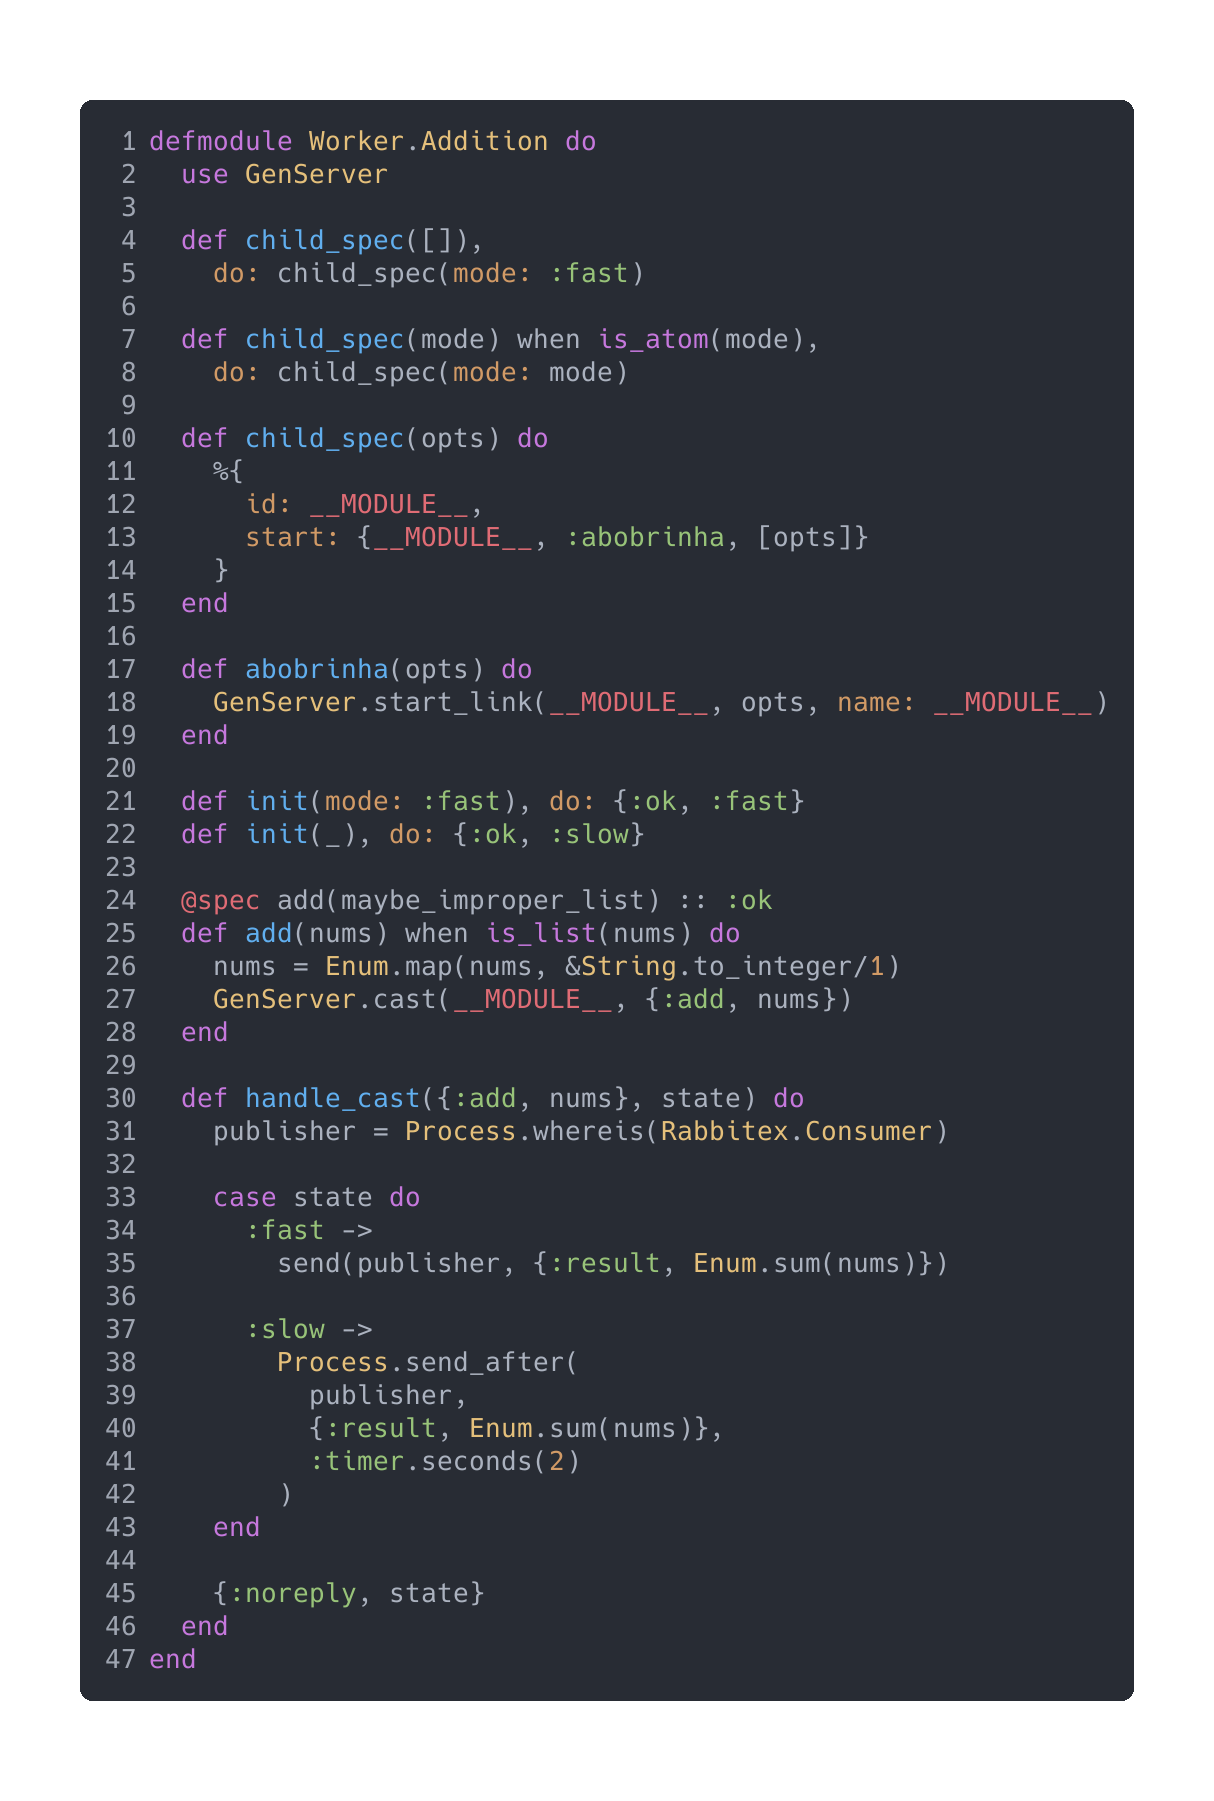 1 defmodule Worker.Addition do
2   use GenServer
3
4   def child_spec([]),
5     do: child_spec(mode: :fast)
6
7   def child_spec(mode) when is_atom(mode),
8     do: child_spec(mode: mode)
9
10   def child_spec(opts) do
11     %{
12       id: __MODULE__,
13       start: {__MODULE__, :abobrinha, [opts]}
14     }
15   end
16
17   def abobrinha(opts) do
18     GenServer.start_link(__MODULE__, opts, name: __MODULE__)
19   end
20
21   def init(mode: :fast), do: {:ok, :fast}
22   def init(_), do: {:ok, :slow}
23
24   @spec add(maybe_improper_list) :: :ok
25   def add(nums) when is_list(nums) do
26     nums = Enum.map(nums, &String.to_integer/1)
27     GenServer.cast(__MODULE__, {:add, nums})
28   end
29
30   def handle_cast({:add, nums}, state) do
31     publisher = Process.whereis(Rabbitex.Consumer)
32
33     case state do
34       :fast ->
35         send(publisher, {:result, Enum.sum(nums)})
36
37       :slow ->
38         Process.send_after(
39           publisher,
40           {:result, Enum.sum(nums)},
41           :timer.seconds(2)
42         )
43     end
44
45     {:noreply, state}
46   end
47 end